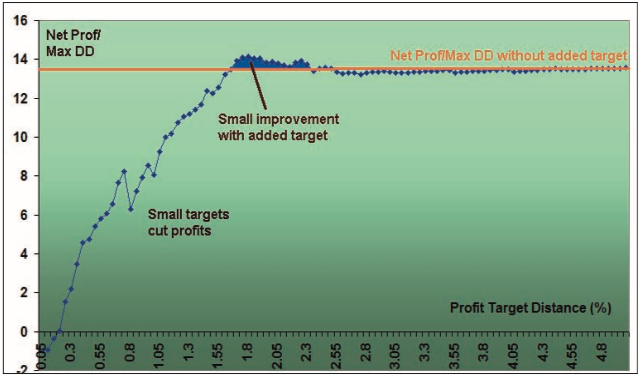 16
14
12
10
8
6
4
2
0
-2
Net Prof/
Max DD
Net Prof/Max DD without added target
Small improvement
with added target
Small targets
cut profits
Profit Target Distance (%)
0.05 0.3 0.55 0.8 1.05 1.3 1.55 1.8 2.05 2.3 2.55 2.8 3.05 3.3 3.55 3.8 4.05 4.3 4.55 4.8